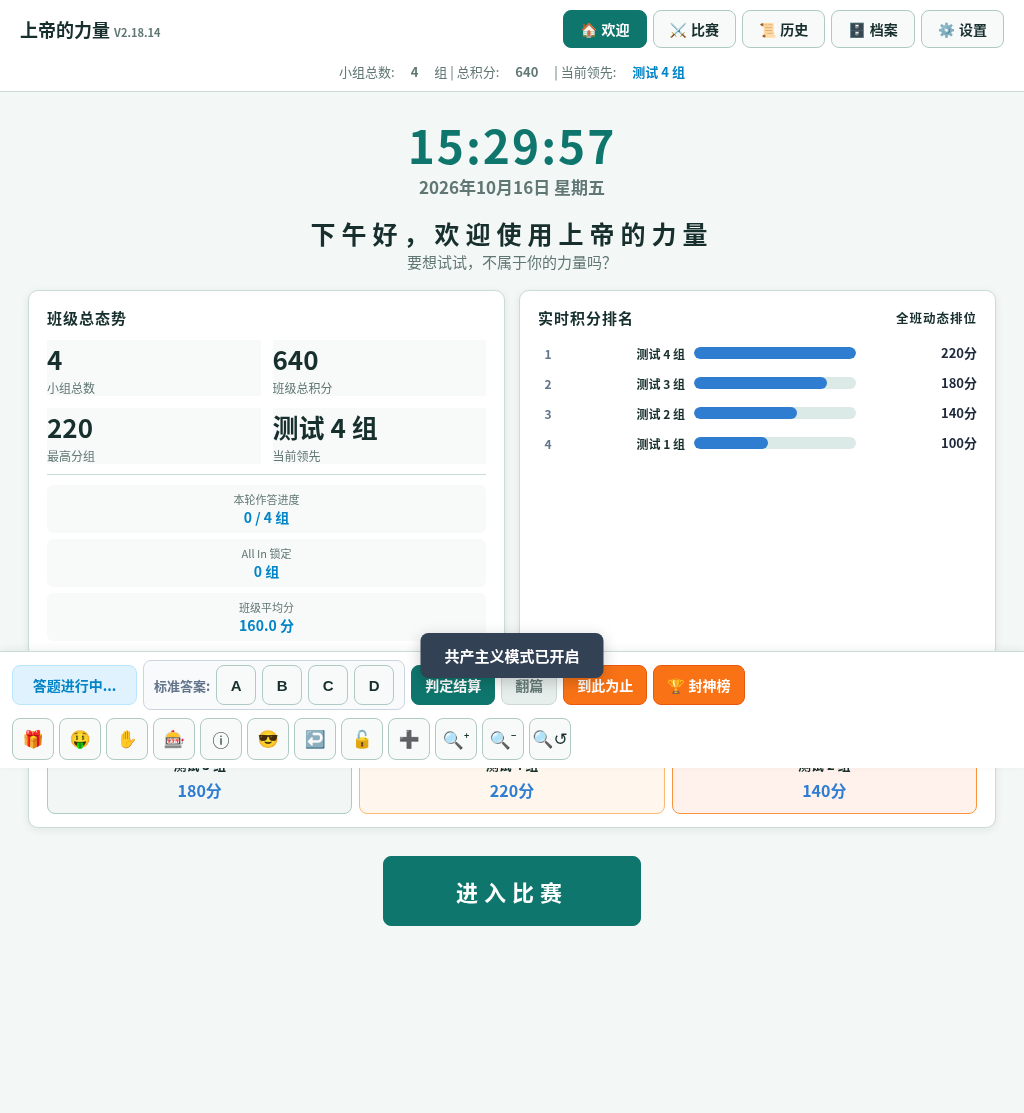 上帝的力量 V2.18.14
🏠 欢迎
⚔️ 比赛
📜 历史
🗄️ 档案
⚙️ 设置
小组总数: 4 组 | 总积分: 640 | 当前领先: 测试 4 组
15:29:57
2026年10月16日 星期五
下午好，欢迎使用上帝的力量
要想试试，不属于你的力量吗？
班级总态势
4
小组总数
640
班级总积分
220
最高分组
测试 4 组
当前领先
本轮作答进度
0 / 4 组
All In 锁定
0 组
班级平均分
160.0 分
实时积分排名
全班动态排位
1 测试 4 组 220分
2 测试 3 组 180分
3 测试 2 组 140分
4 测试 1 组 100分
共产主义模式已开启
答题进行中...
标准答案: A B C D
判定结算
翻篇
到此为止
🏆 封神榜
180分
220分
140分
进入比赛